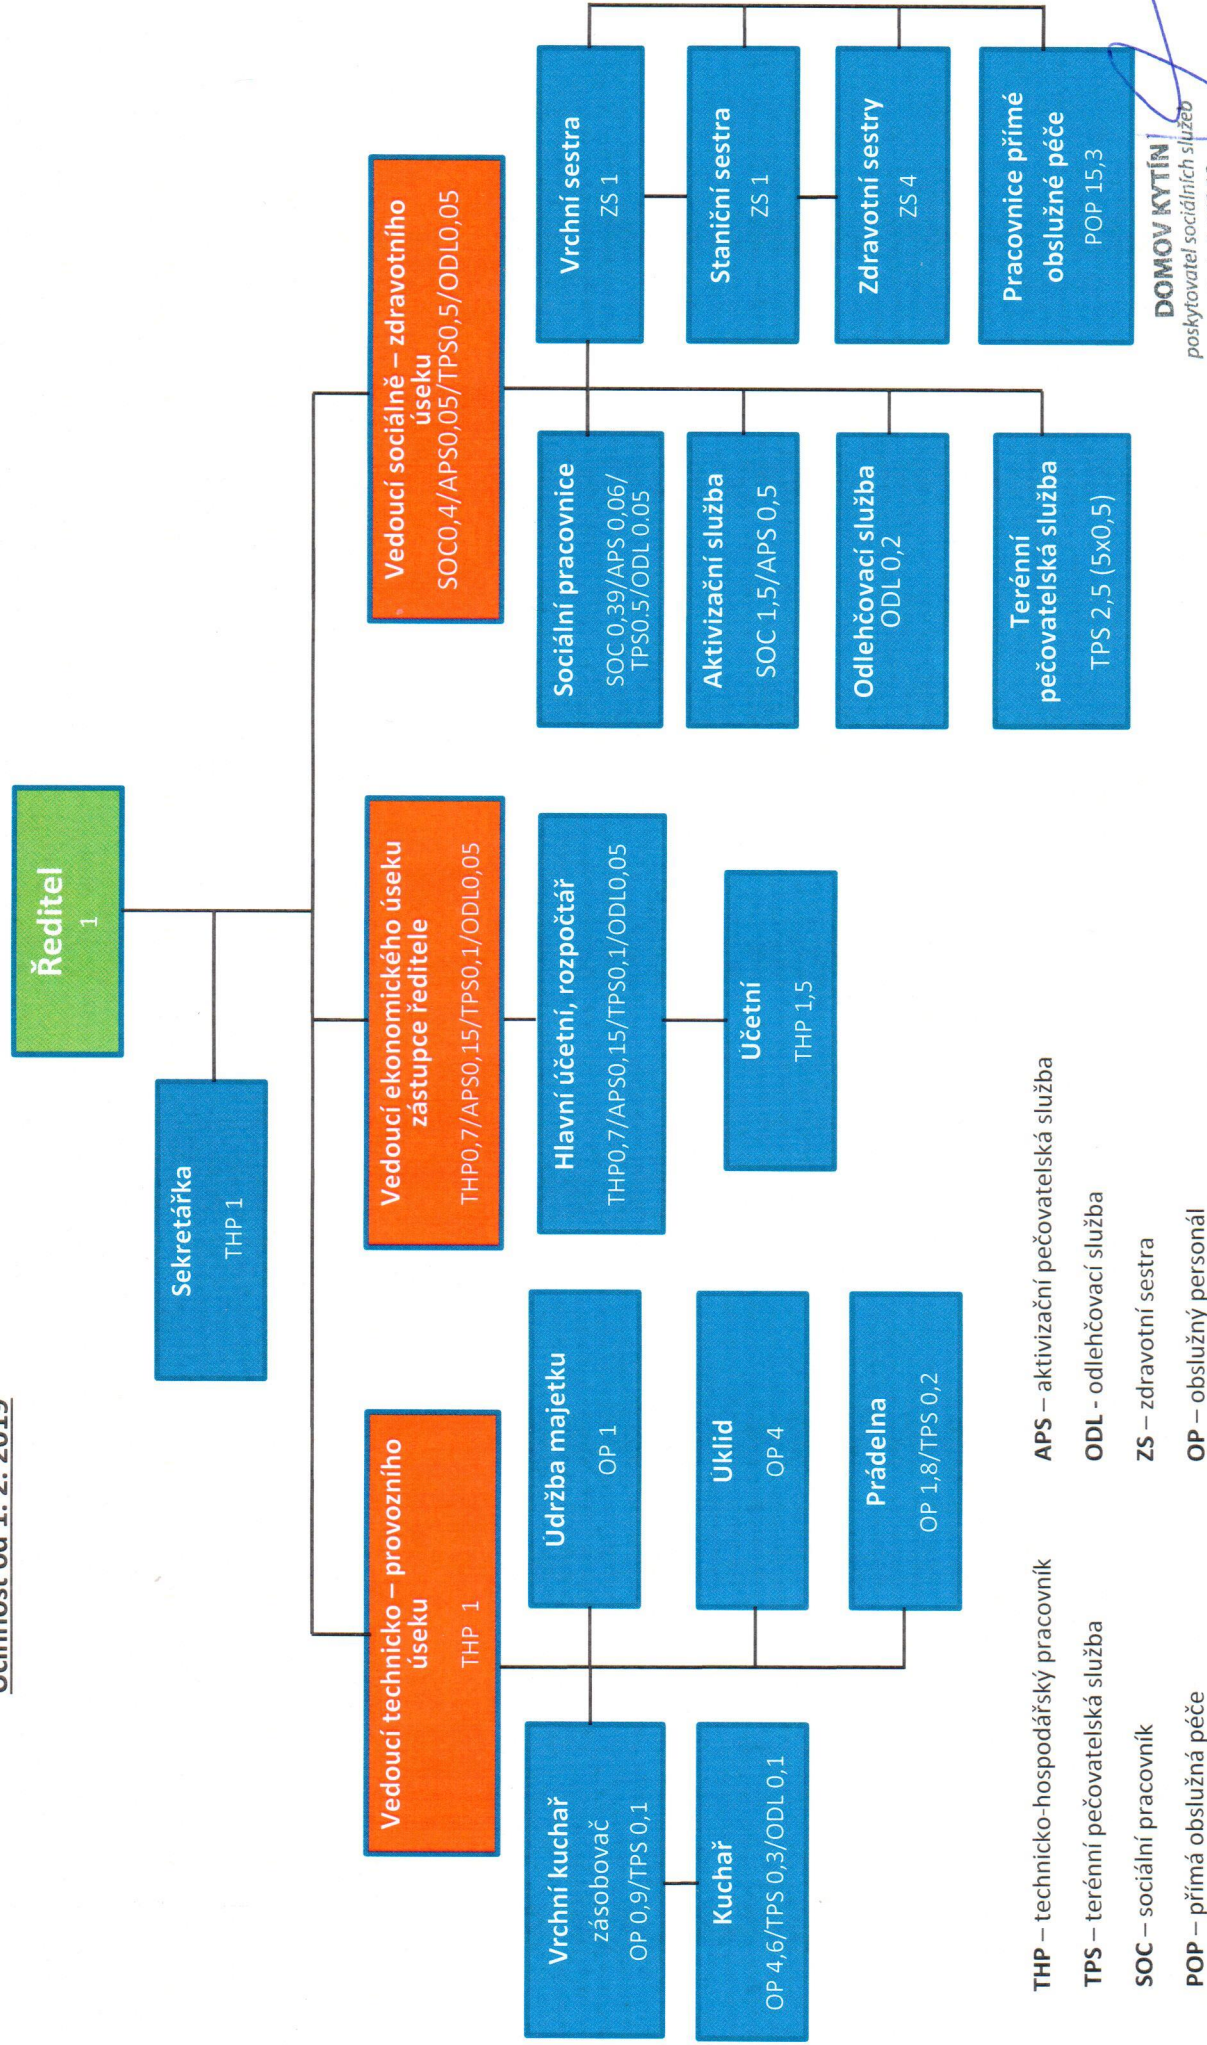 Účinnost od 1. 2. 2019
Ředitel
1
Sekretářka
THP 1
Vedoucí technicko – provozního
úseku
THP 1
Vedoucí ekonomického úseku
zástupce ředitele
THP0,7/APS0,15/TPS0,1/ODL0,05
Vedoucí sociálně – zdravotního
úseku
SOC0,4/APS0,05/TPS0,5/ODL0,05
Vrchní kuchař
zásobovač
OP 0,9/TPS 0,1
Kuchař
OP 4,6/TPS 0,3/ODL 0,1
Údržba majetku
OP 1
Úklid
OP 4
Prádelna
OP 1,8/TPS 0,2
Hlavní účetní, rozpočtář
THP0,7/APS0,15/TPS0,1/ODL0,05
Účetní
THP 1,5
Sociální pracovnice
SOC 0,39/APS 0,06/
TPS0.5/ODL 0.05
Aktivizační služba
SOC 1,5/APS 0,5
Odlehčovací služba
ODL 0,2
Terénní
pečovatelská služba
TPS 2,5 (5x0,5)
Vrchní sestra
ZS 1
Staniční sestra
ZS 1
Zdravotní sestry
ZS 4
Pracovnice přímé
obslužné péče
POP 15,3
THP – technicko-hospodářský pracovník
TPS – terénní pečovatelská služba
SOC – sociální pracovník
POP – přímá obslužná péče
APS – aktivizační pečovatelská služba
ODL - odlehčovací služba
ZS – zdravotní sestra
OP – obslužný personál
DOMOV KYTÍN
poskytovatel sociálních služeb